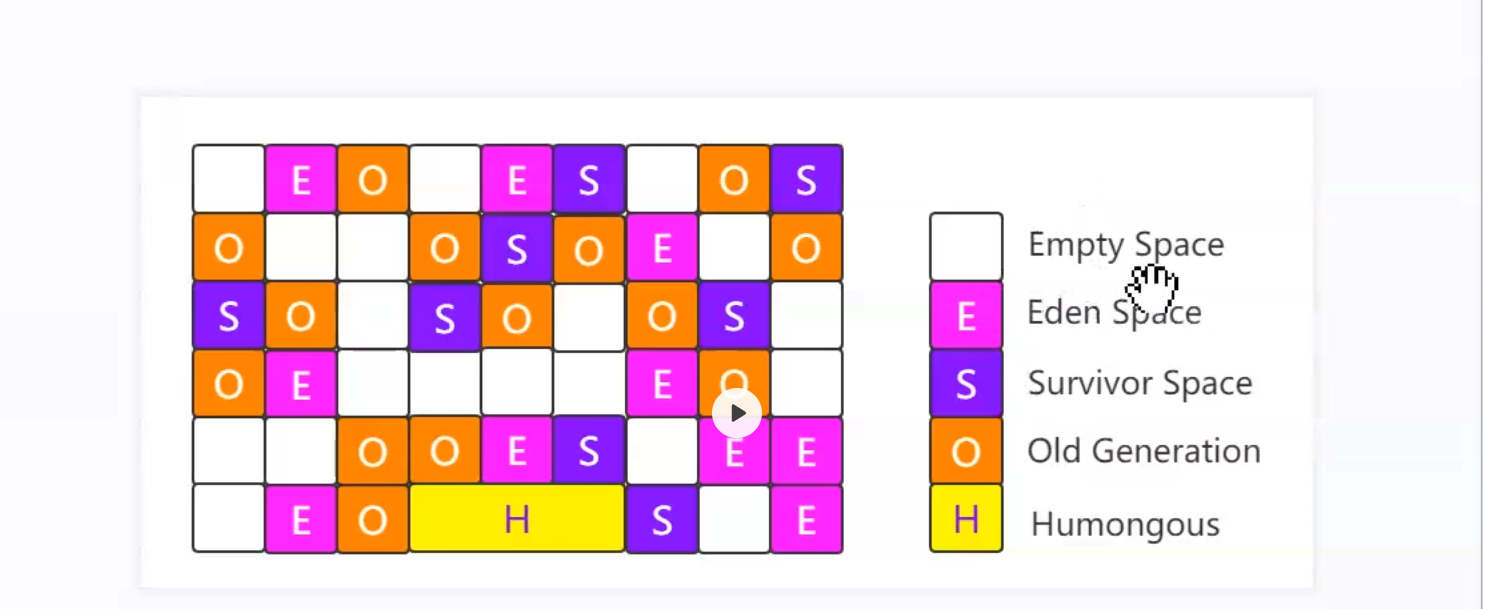 E O E S O S
O O S O E O
S O S O O S
O E E O
O O E S E E
E O H S E
Empty Space
E Eden Space
S Survivor Space
O Old Generation
H Humongous